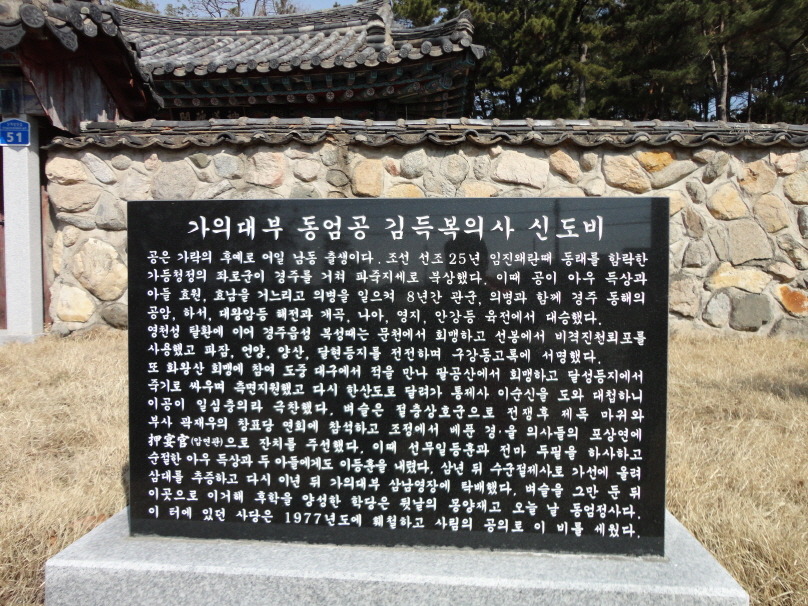 51
가의대부 동엄공 김득복의사 신도비
공은 가락의 후예로 어일 남동 출생이다. 조선 선조 25년 임진왜란때 동래를 함락한
가등청정의 좌로군이 경주를 거쳐 파죽지세로 북상했다. 이때 공이 아우 득상과
아들 효원, 효남을 거느리고 의병을 일으켜 8년간 관군, 의병과 함께 경주 동해의
공암, 하서, 대왕암등 해전과 개곡, 나아, 영지, 안강등 육전에서 대승했다.
영천성 탈환에 이어 경주읍성 복성때는 문천에서 회맹하고 선봉에서 비격진천뢰포를
사용했고 파잠, 언양, 양산, 달현등지를 전전하며 구강동고록에 서명했다.
또 화왕산 회맹에 참여 도중 대구에서 적을 만나 팔공산에서 회맹하고 달성등지에서
죽기로 싸우며 측면지원했고 다시 한산도로 달려가 통제사 이순신을 도와 대첩하니
이공이 일심충의라 극찬했다. 벼슬은 절충상호군으로 전쟁후 제독 마귀와
부사 곽재우의 창표당 연회에 참석하고 조정에서 베푼 경·울 의사들의 포상연에
押宴官(압연관)으로 잔치를 주선했다. 이때 선무일등훈과 전마 특필을 하사하고
순절한 아우 득상과 두 아들에게도 이등훈을 내렸다. 삼년 뒤 수군절제사로 가선에 올려
삼대를 추증하고 다시 이년 뒤 가의대부 삼남영장에 탁배했다. 벼슬을 그만 둔 뒤
이곳으로 이거해 후학을 양성한 학당은 뒷날의 몽양재고 오늘 날 동엄정사다.
이 터에 있던 사당은 1977년도에 훼철하고 사림의 공의로 이 비를 세웠다.